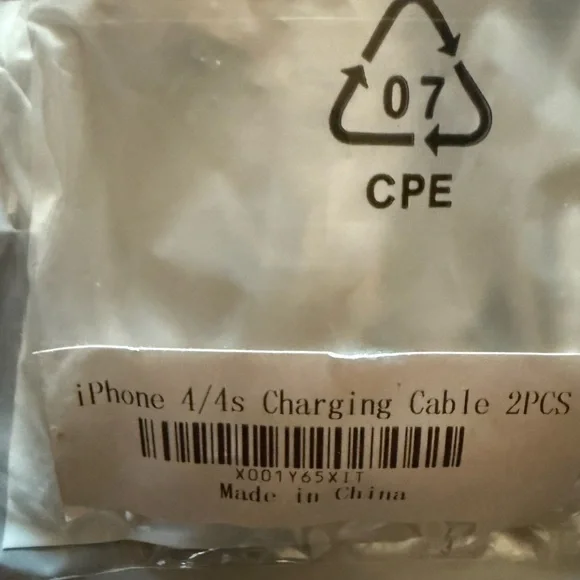 07
CPE
iPhone 4/4s Charging Cable 2PCS
X001Y65XIT
Made in China